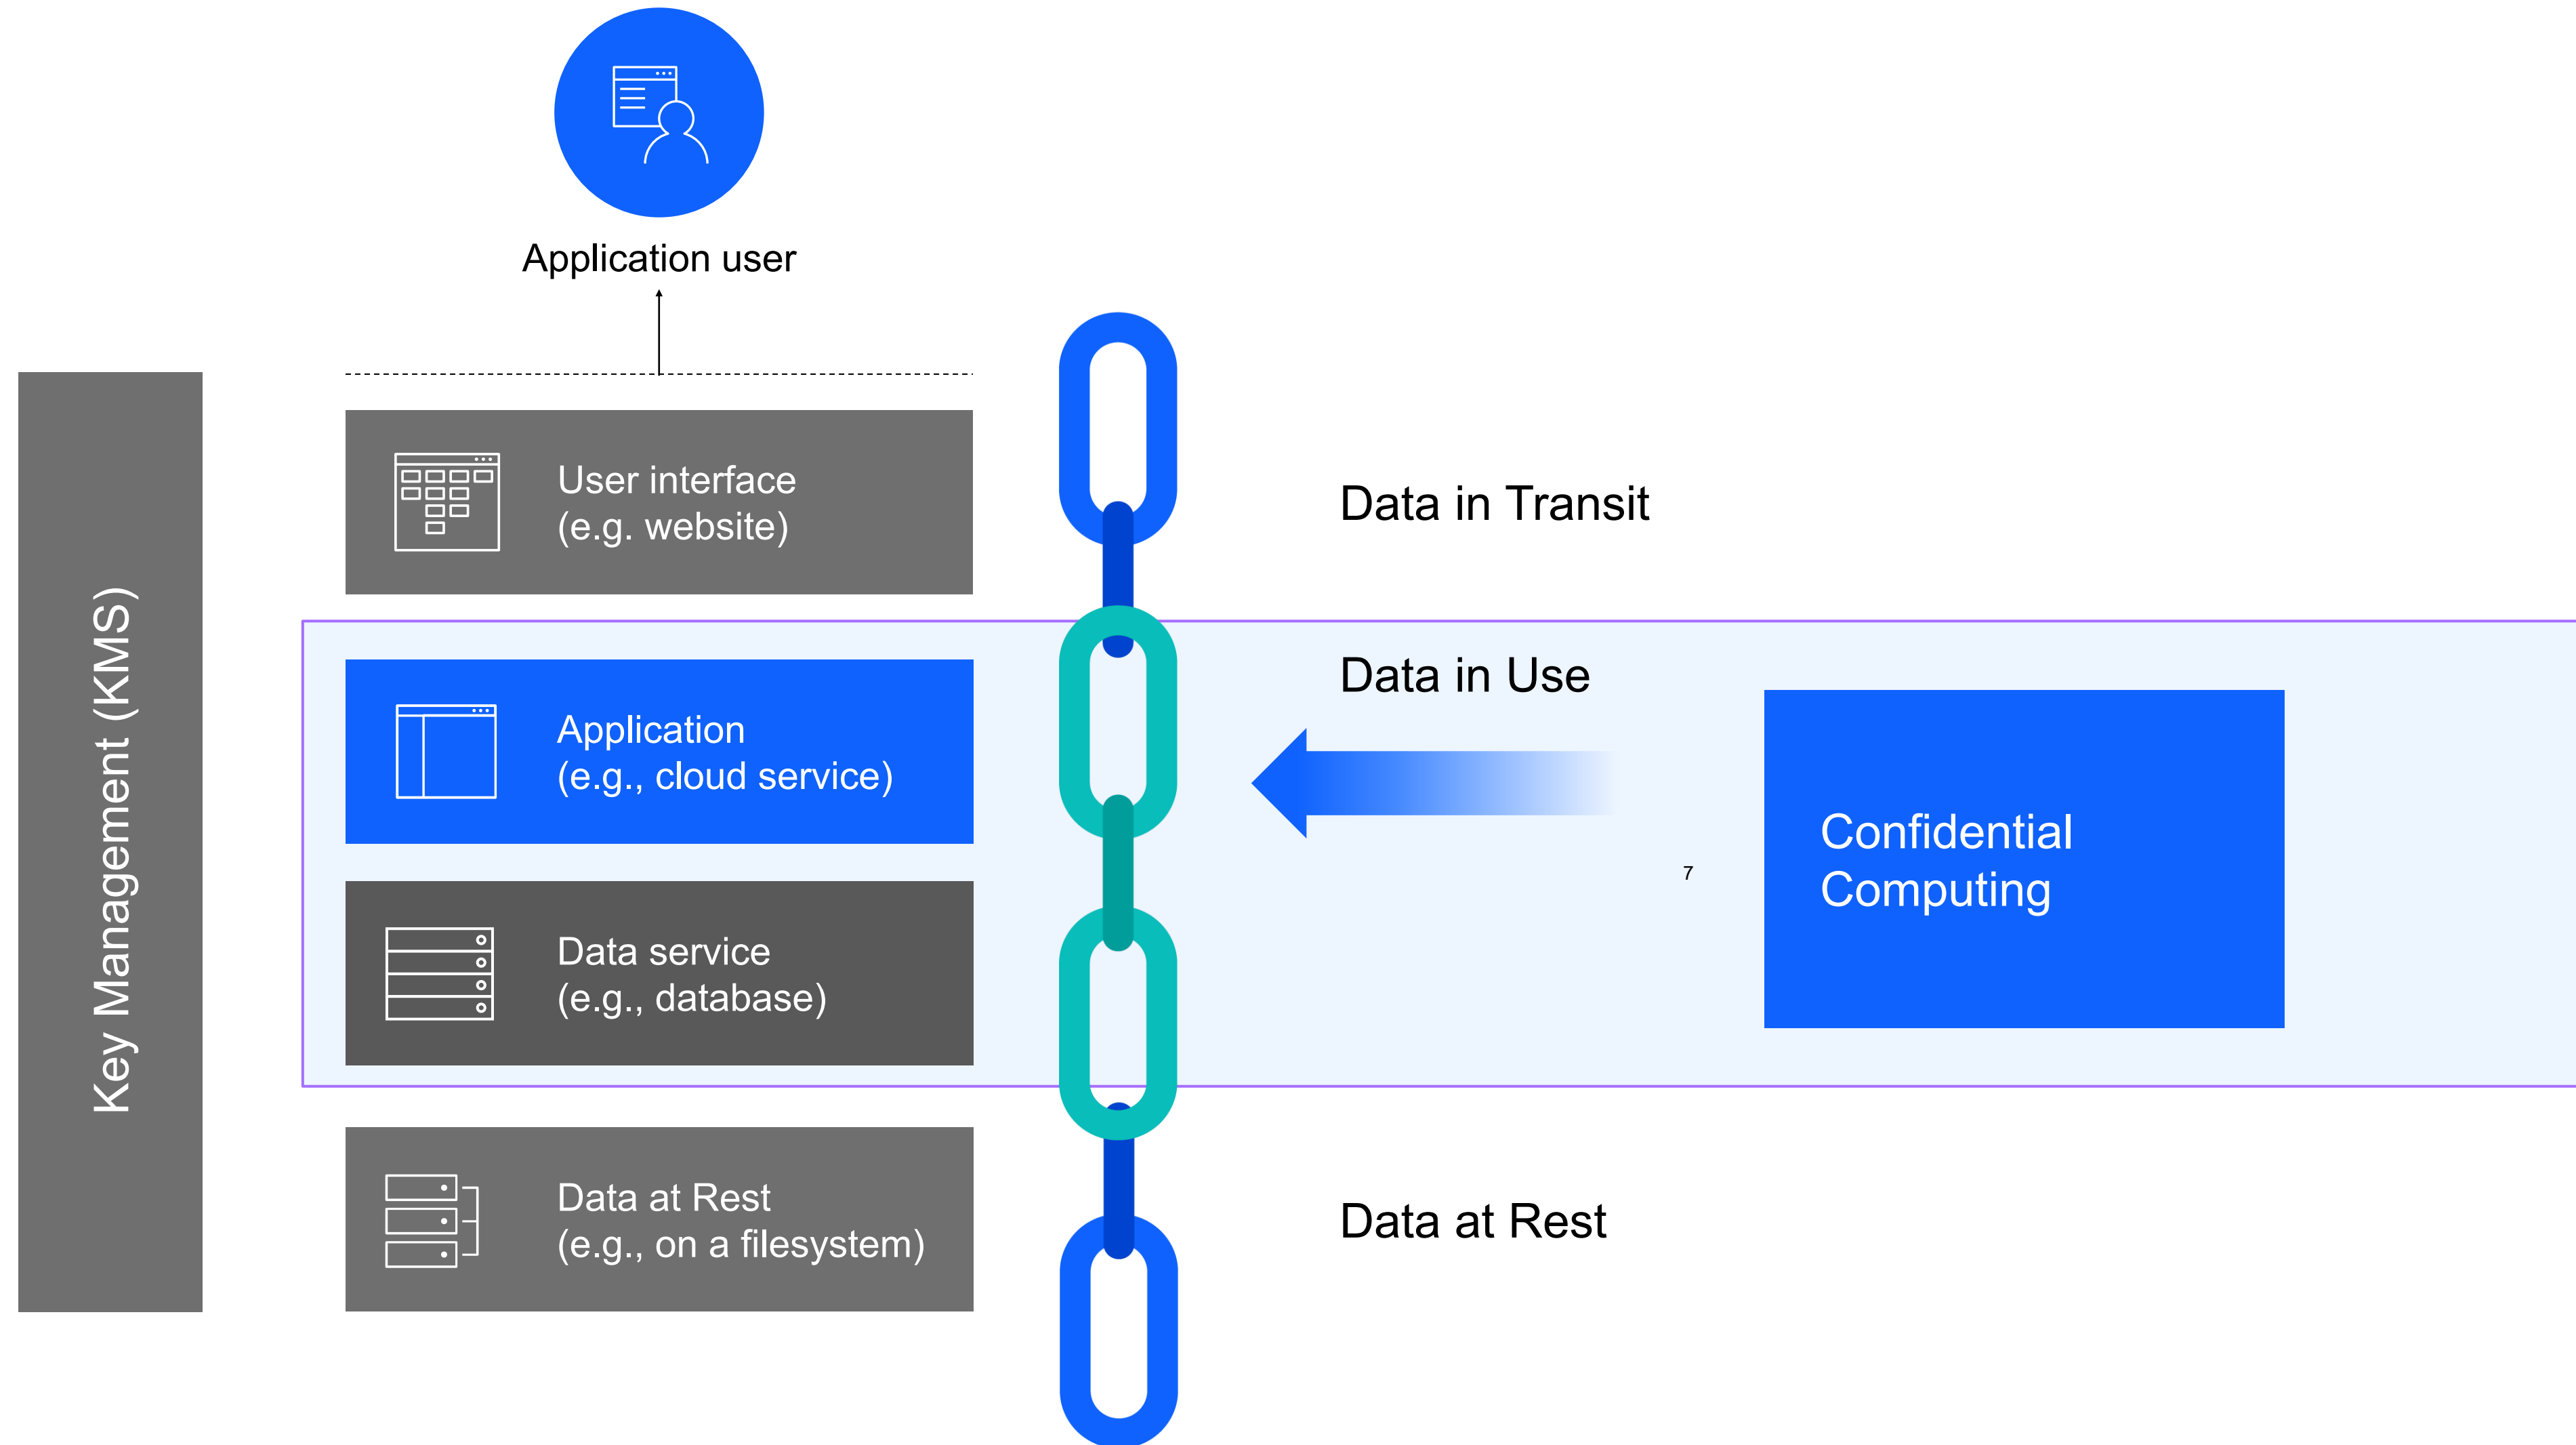 Application user
Key Management (KMS)
User interface
(e.g. website)
Data in Transit
Application
(e.g., cloud service)
Data in Use
Data service
(e.g., database)
7
Confidential
Computing
Data at Rest
(e.g., on a filesystem)
Data at Rest